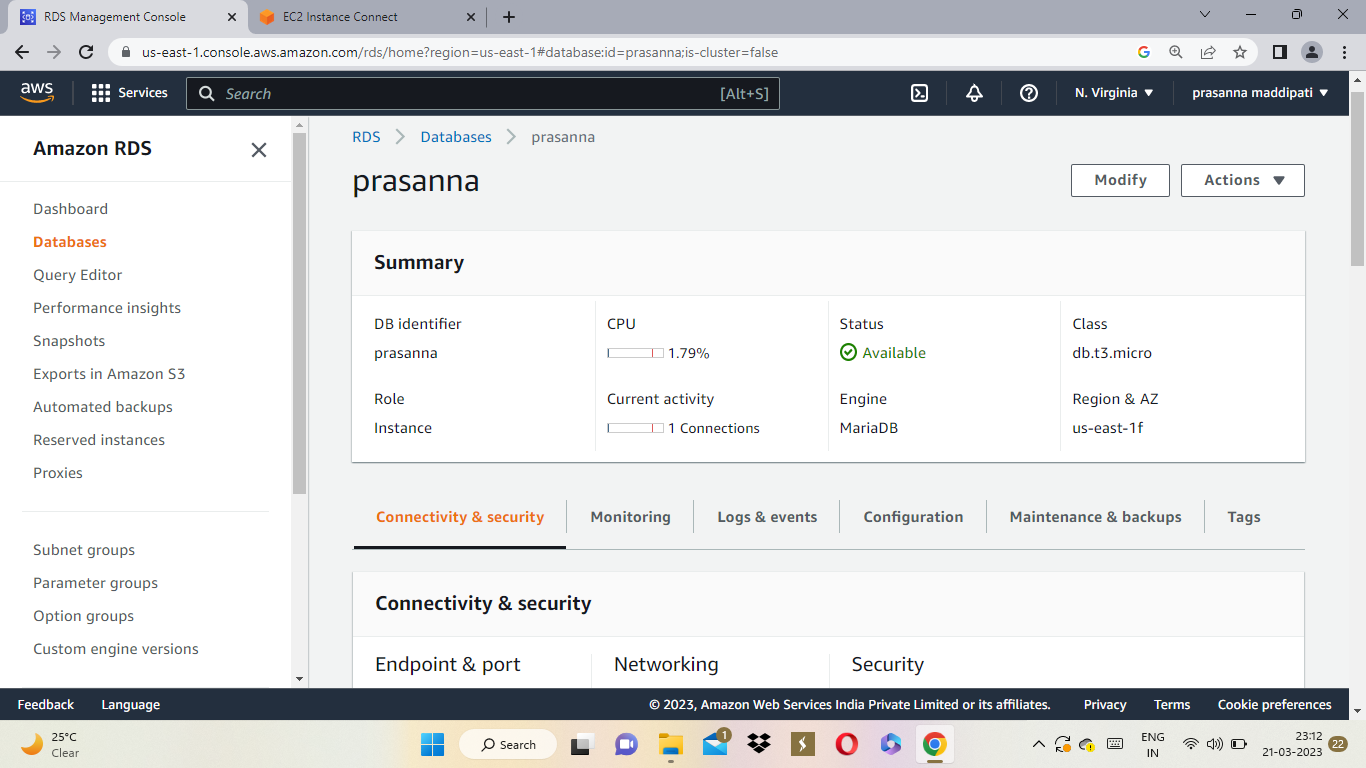 RDS Management Console
EC2 Instance Connect
us-east-1.console.aws.amazon.com/rds/home?region=us-east-1#database:id=prasanna;is-cluster=false
aws
Services
Search
[Alt+S]
N. Virginia
prasanna maddipati
Amazon RDS
Dashboard
Databases
Query Editor
Performance insights
Snapshots
Exports in Amazon S3
Automated backups
Reserved instances
Proxies
Subnet groups
Parameter groups
Option groups
Custom engine versions
RDS
Databases
prasanna
prasanna
Modify
Actions
Summary
DB identifier
prasanna
CPU
1.79%
Status
Available
Class
db.t3.micro
Role
Instance
Current activity
1 Connections
Engine
MariaDB
Region & AZ
us-east-1f
Connectivity & security
Monitoring
Logs & events
Configuration
Maintenance & backups
Tags
Connectivity & security
Endpoint & port
Networking
Security
Feedback
Language
© 2023, Amazon Web Services India Private Limited or its affiliates.
Privacy
Terms
Cookie preferences
25°C
Clear
Search
1
ENG
IN
23:12
21-03-2023
22